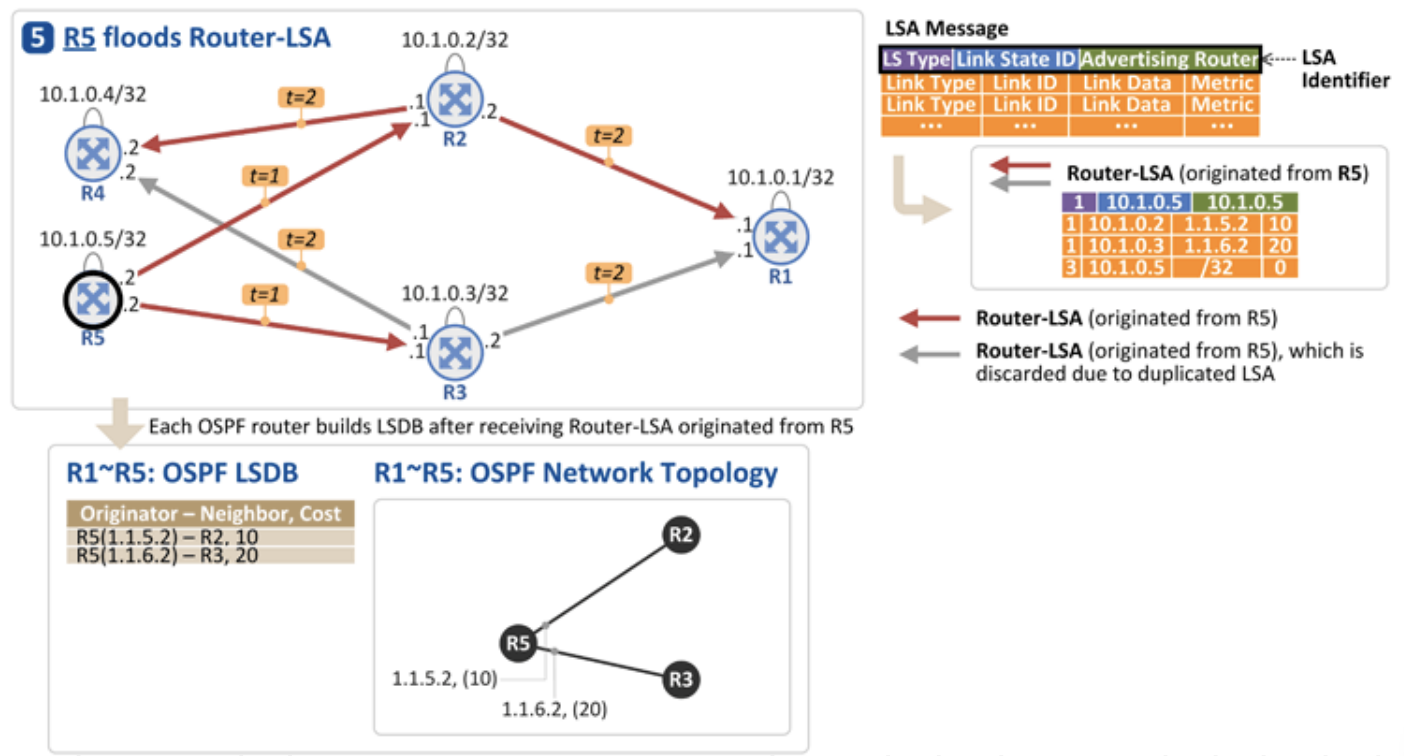 5 R5 floods Router-LSA
10.1.0.2/32
10.1.0.4/32
t=2
.1
.1
.2
R2
t=2
.2
.2
R4
t=1
10.1.0.1/32
.1
.1
R1
10.1.0.5/32
t=2
.2
.2
R5
t=1
t=2
10.1.0.3/32
.1
.1
.2
R3
LSA Message
LS Type Link State ID Advertising Router
LSA Identifier
Link Type Link ID Link Data Metric
Link Type Link ID Link Data Metric
... ... ... ...
Router-LSA (originated from R5)
1 10.1.0.5 10.1.0.5
1 10.1.0.2 1.1.5.2 10
1 10.1.0.3 1.1.6.2 20
3 10.1.0.5 /32 0
Router-LSA (originated from R5)
Router-LSA (originated from R5), which is
discarded due to duplicated LSA
Each OSPF router builds LSDB after receiving Router-LSA originated from R5
R1~R5: OSPF LSDB
Originator – Neighbor, Cost
R5(1.1.5.2) – R2, 10
R5(1.1.6.2) – R3, 20
R1~R5: OSPF Network Topology
R2
R5
R3
1.1.5.2, (10)
1.1.6.2, (20)